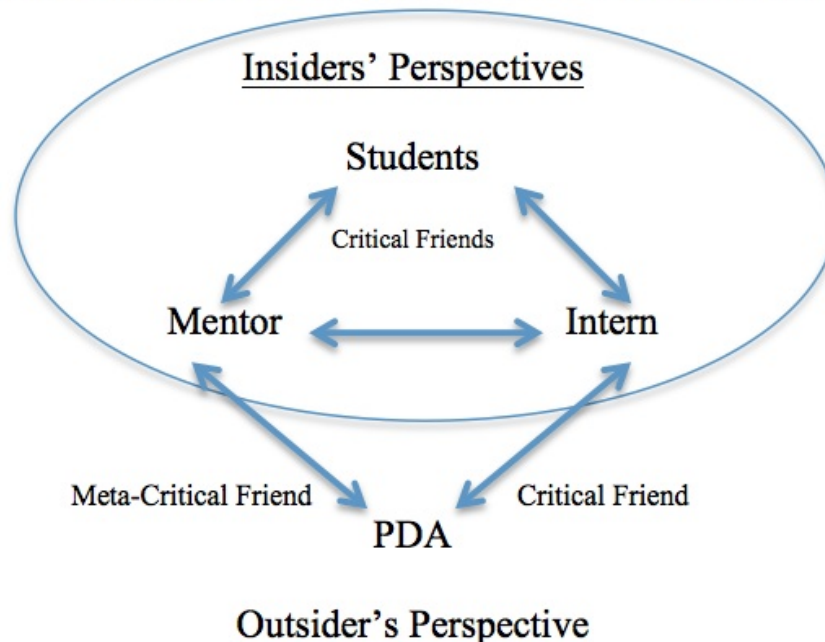 Insiders’ Perspectives
Students
Critical Friends
Mentor
Intern
Meta-Critical Friend
Critical Friend
PDA
Outsider’s Perspective